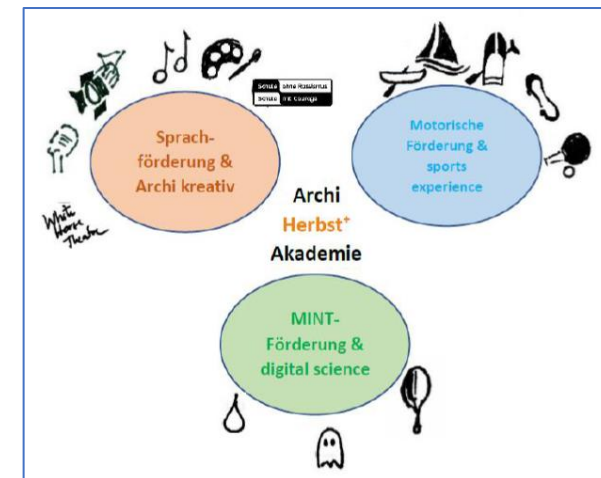 Schule ohne Rassismus
Schule mit Courage
Sprach-
förderung &
Archi kreativ
Motorische
Förderung &
sports
experience
White
Horse
Theatre
Archi
Herbst⁺
Akademie
MINT-
Förderung &
digital science